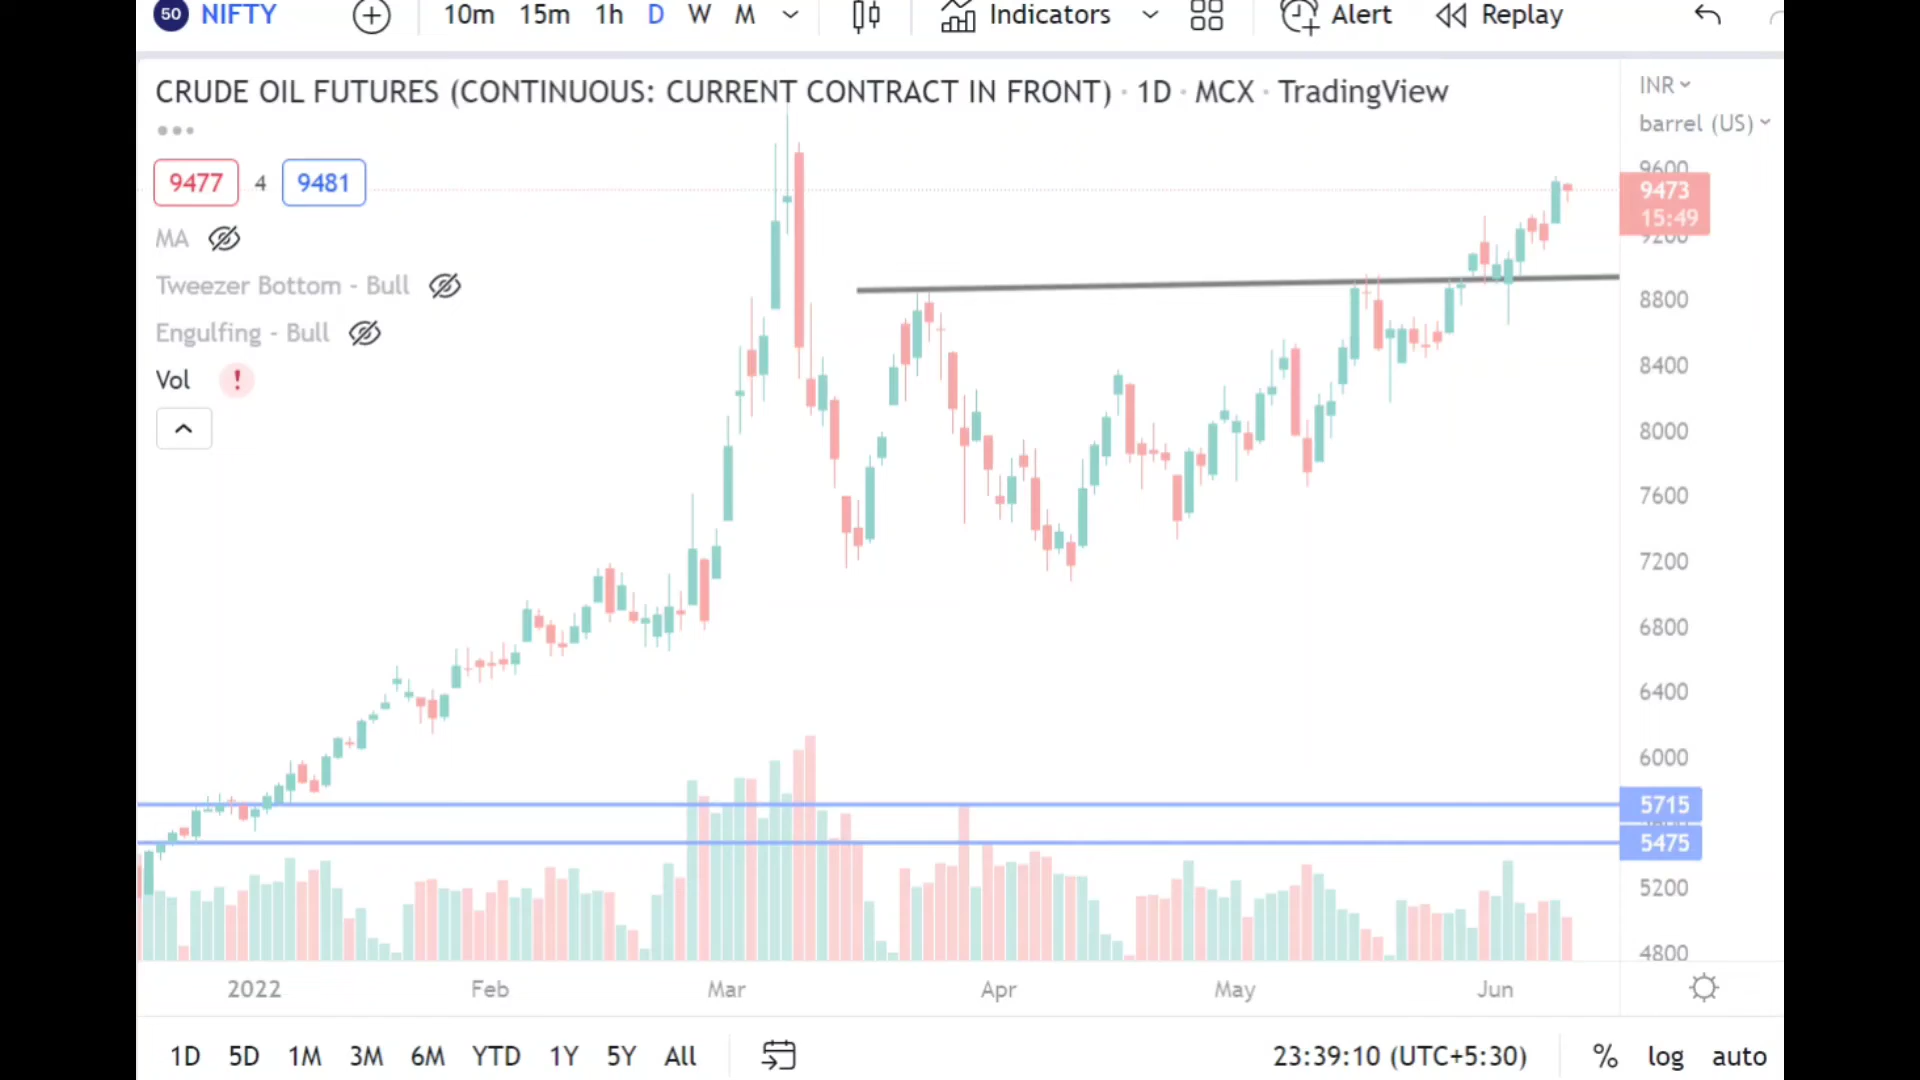 50 NIFTY 10m 15m 1h D W M Indicators Alert Replay
CRUDE OIL FUTURES (CONTINUOUS: CURRENT CONTRACT IN FRONT) · 1D · MCX · TradingView
INR
barrel (US)
9477 4 9481
MA
Tweezer Bottom - Bull
Engulfing - Bull
Vol !
9600
9473
15:49
9200
8800
8400
8000
7600
7200
6800
6400
6000
5715
5475
5200
4800
2022 Feb Mar Apr May Jun
1D 5D 1M 3M 6M YTD 1Y 5Y All 23:39:10 (UTC+5:30) % log auto